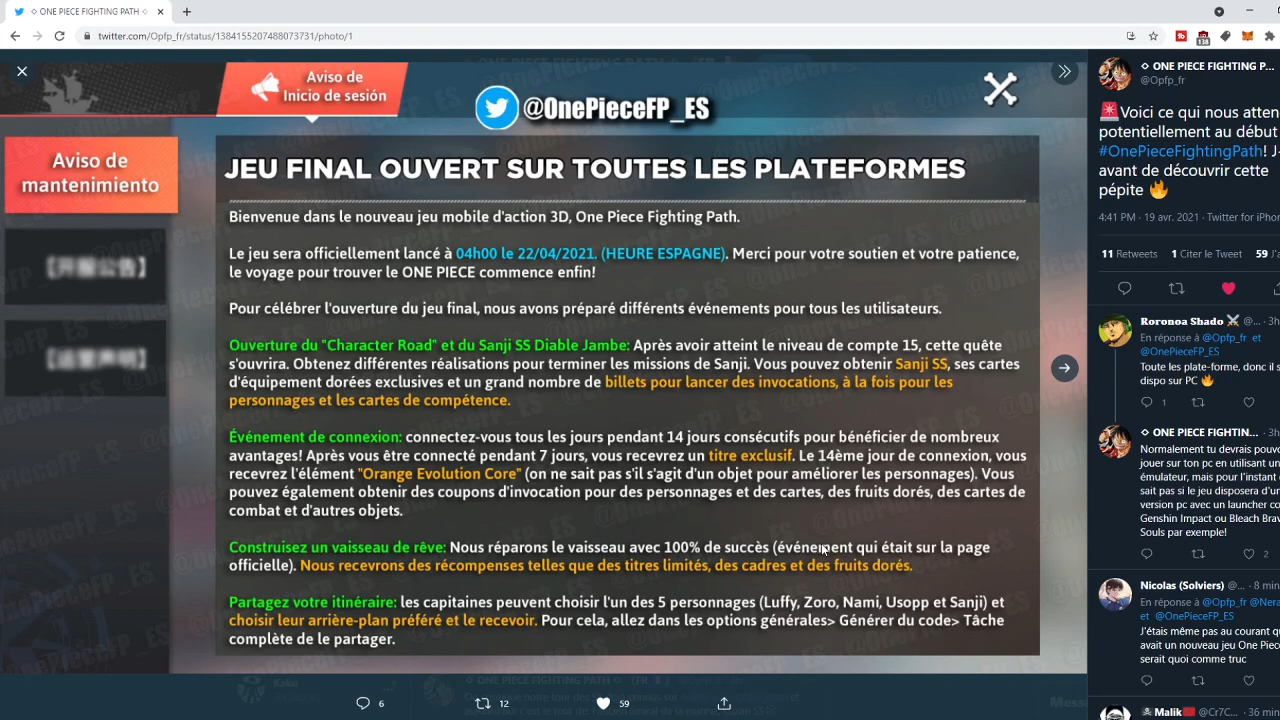 ◇ ONE PIECE FIGHTING PATH ◇
twitter.com/Opfp_fr/status/1384155207488073731/photo/1
138
Aviso de
Inicio de sesión
@OnePieceFP_ES
Aviso de
mantenimiento
JEU FINAL OUVERT SUR TOUTES LES PLATEFORMES
Bienvenue dans le nouveau jeu mobile d'action 3D, One Piece Fighting Path.
Le jeu sera officiellement lancé à 04h00 le 22/04/2021. (HEURE ESPAGNE). Merci pour votre soutien et votre patience,
le voyage pour trouver le ONE PIECE commence enfin!
Pour célébrer l'ouverture du jeu final, nous avons préparé différents événements pour tous les utilisateurs.
Ouverture du "Character Road" et du Sanji SS Diable Jambe: Après avoir atteint le niveau de compte 15, cette quête
s'ouvrira. Obtenez différentes réalisations pour terminer les missions de Sanji. Vous pouvez obtenir Sanji SS, ses cartes
d'équipement dorées exclusives et un grand nombre de billets pour lancer des invocations, à la fois pour les
personnages et les cartes de compétence.
Événement de connexion: connectez-vous tous les jours pendant 14 jours consécutifs pour bénéficier de nombreux
avantages! Après vous être connecté pendant 7 jours, vous recevrez un titre exclusif. Le 14ème jour de connexion, vous
recevrez l'élément "Orange Evolution Core" (on ne sait pas s'il s'agit d'un objet pour améliorer les personnages). Vous
pouvez également obtenir des coupons d'invocation pour des personnages et des cartes, des fruits dorés, des cartes de
combat et d'autres objets.
Construisez un vaisseau de rêve: Nous réparons le vaisseau avec 100% de succès (événement qui était sur la page
officielle). Nous recevrons des récompenses telles que des titres limités, des cadres et des fruits dorés.
Partagez votre itinéraire: les capitaines peuvent choisir l'un des 5 personnages (Luffy, Zoro, Nami, Usopp et Sanji) et
choisir leur arrière-plan préféré et le recevoir. Pour cela, allez dans les options générales> Générer du code> Tâche
complète de le partager.
6
12
59
◇ ONE PIECE FIGHTING P...
@Opfp_fr
Voici ce qui nous atten
potentiellement au début
#OnePieceFightingPath! J-
avant de découvrir cette
pépite
4:41 PM · 19 avr. 2021 · Twitter for iPho
11 Retweets 1 Citer le Tweet 59 J'a
Roronoa Shado @... · 3h
En réponse à @Opfp_fr et
@OnePieceFP_ES
Toute les plate-forme, donc il s
dispo sur PC
1
◇ ONE PIECE FIGHTIN... · 3h
Normalement tu devrais pouvo
jouer sur ton pc en utilisant un
émulateur, mais pour l'instant o
sait pas si le jeu disposera d'un
version pc avec un launcher co
Genshin Impact ou Bleach Brav
Souls par exemple!
2
Nicolas (Solviers) @... · 8 min
En réponse à @Opfp_fr @Nera
et @OnePieceFP_ES
J'étais même pas au courant qu
avait un nouveau jeu One Piece
serait quoi comme truc
Malik @Cr7C... · 36 min